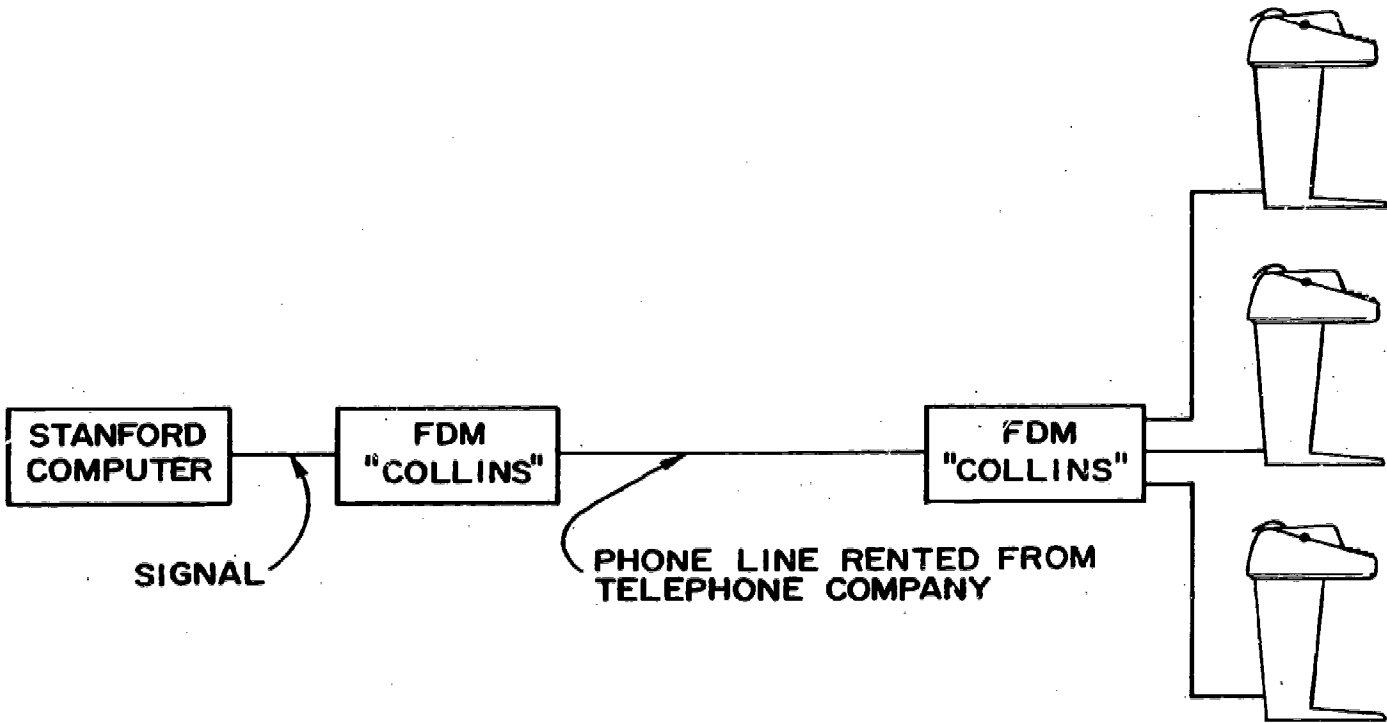 STANFORD
COMPUTER
FDM
"COLLINS"
FDM
"COLLINS"
SIGNAL
PHONE LINE RENTED FROM
TELEPHONE COMPANY